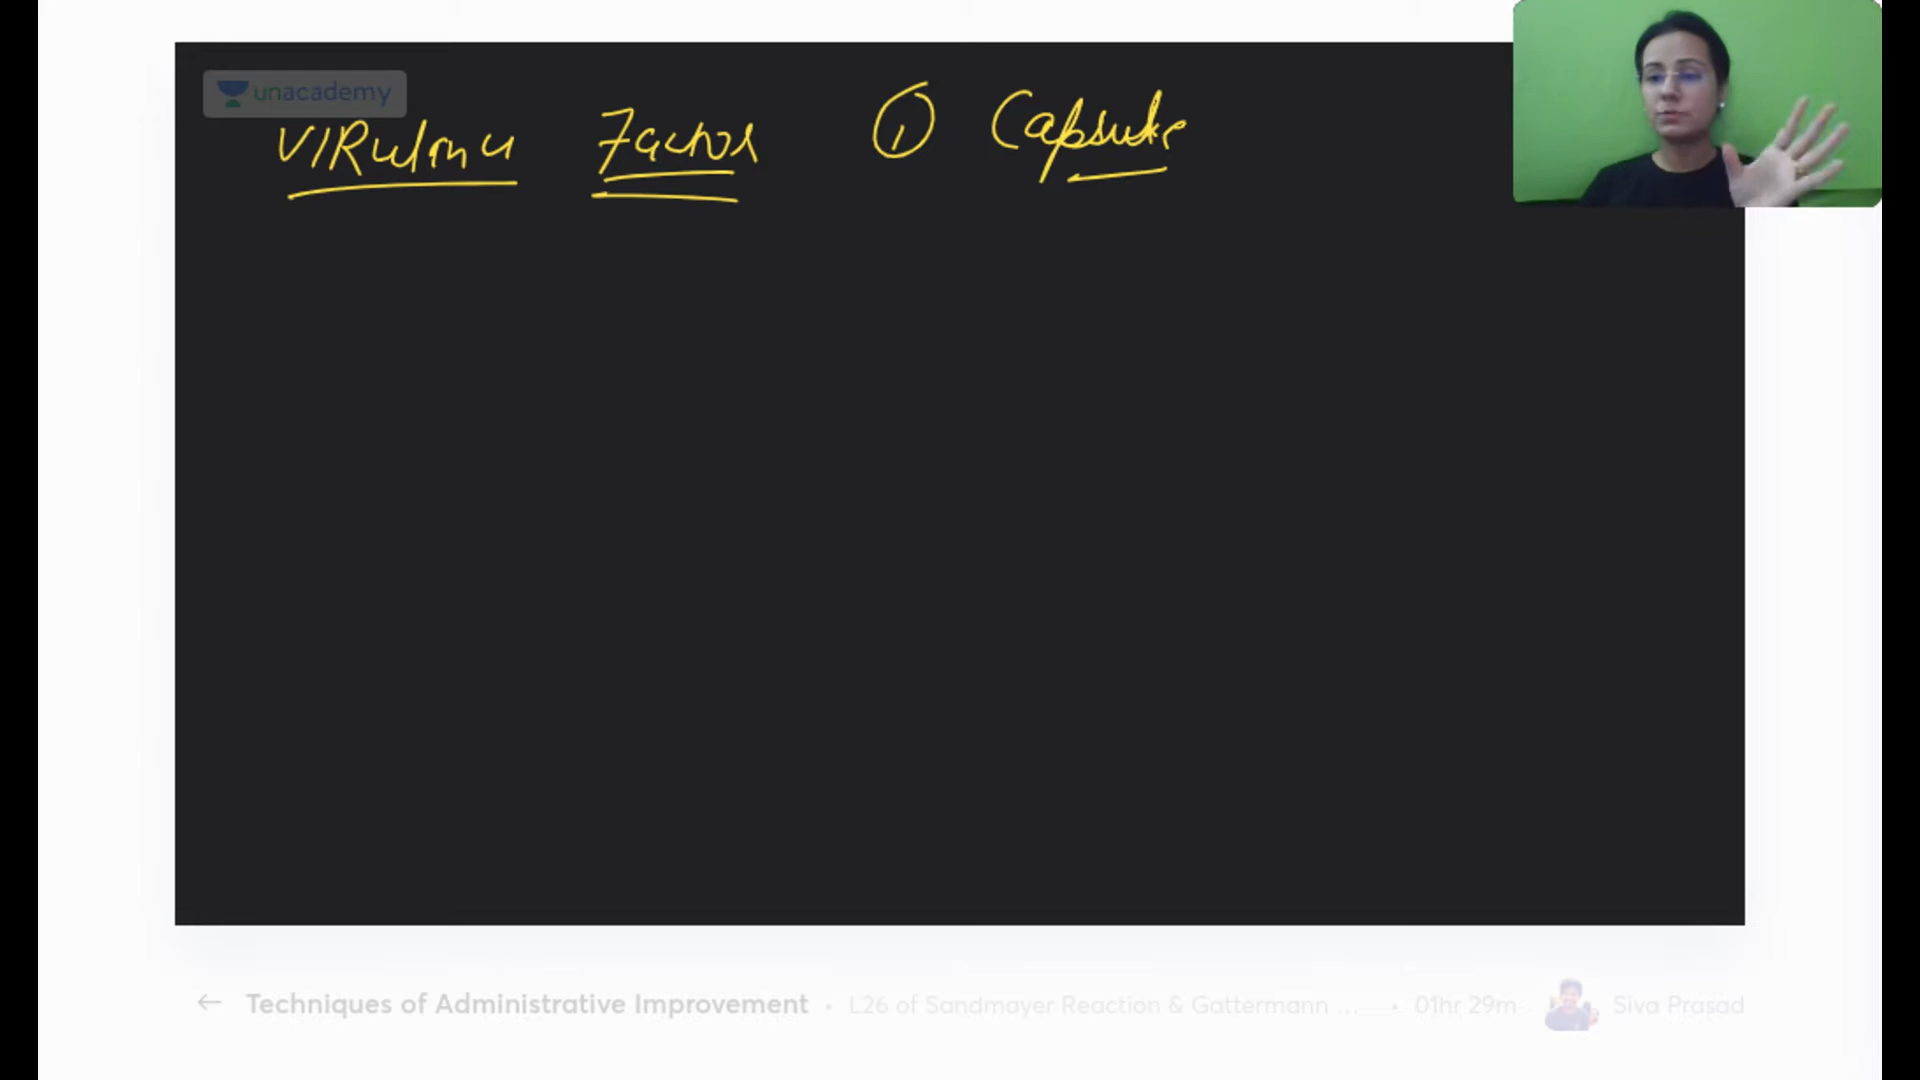 unacademy
VIRulence Factor ① Capsule
← Techniques of Administrative Improvement • L26 of Sandmayer Reaction & Gattermann ... • 01hr 29m Siva Prasad